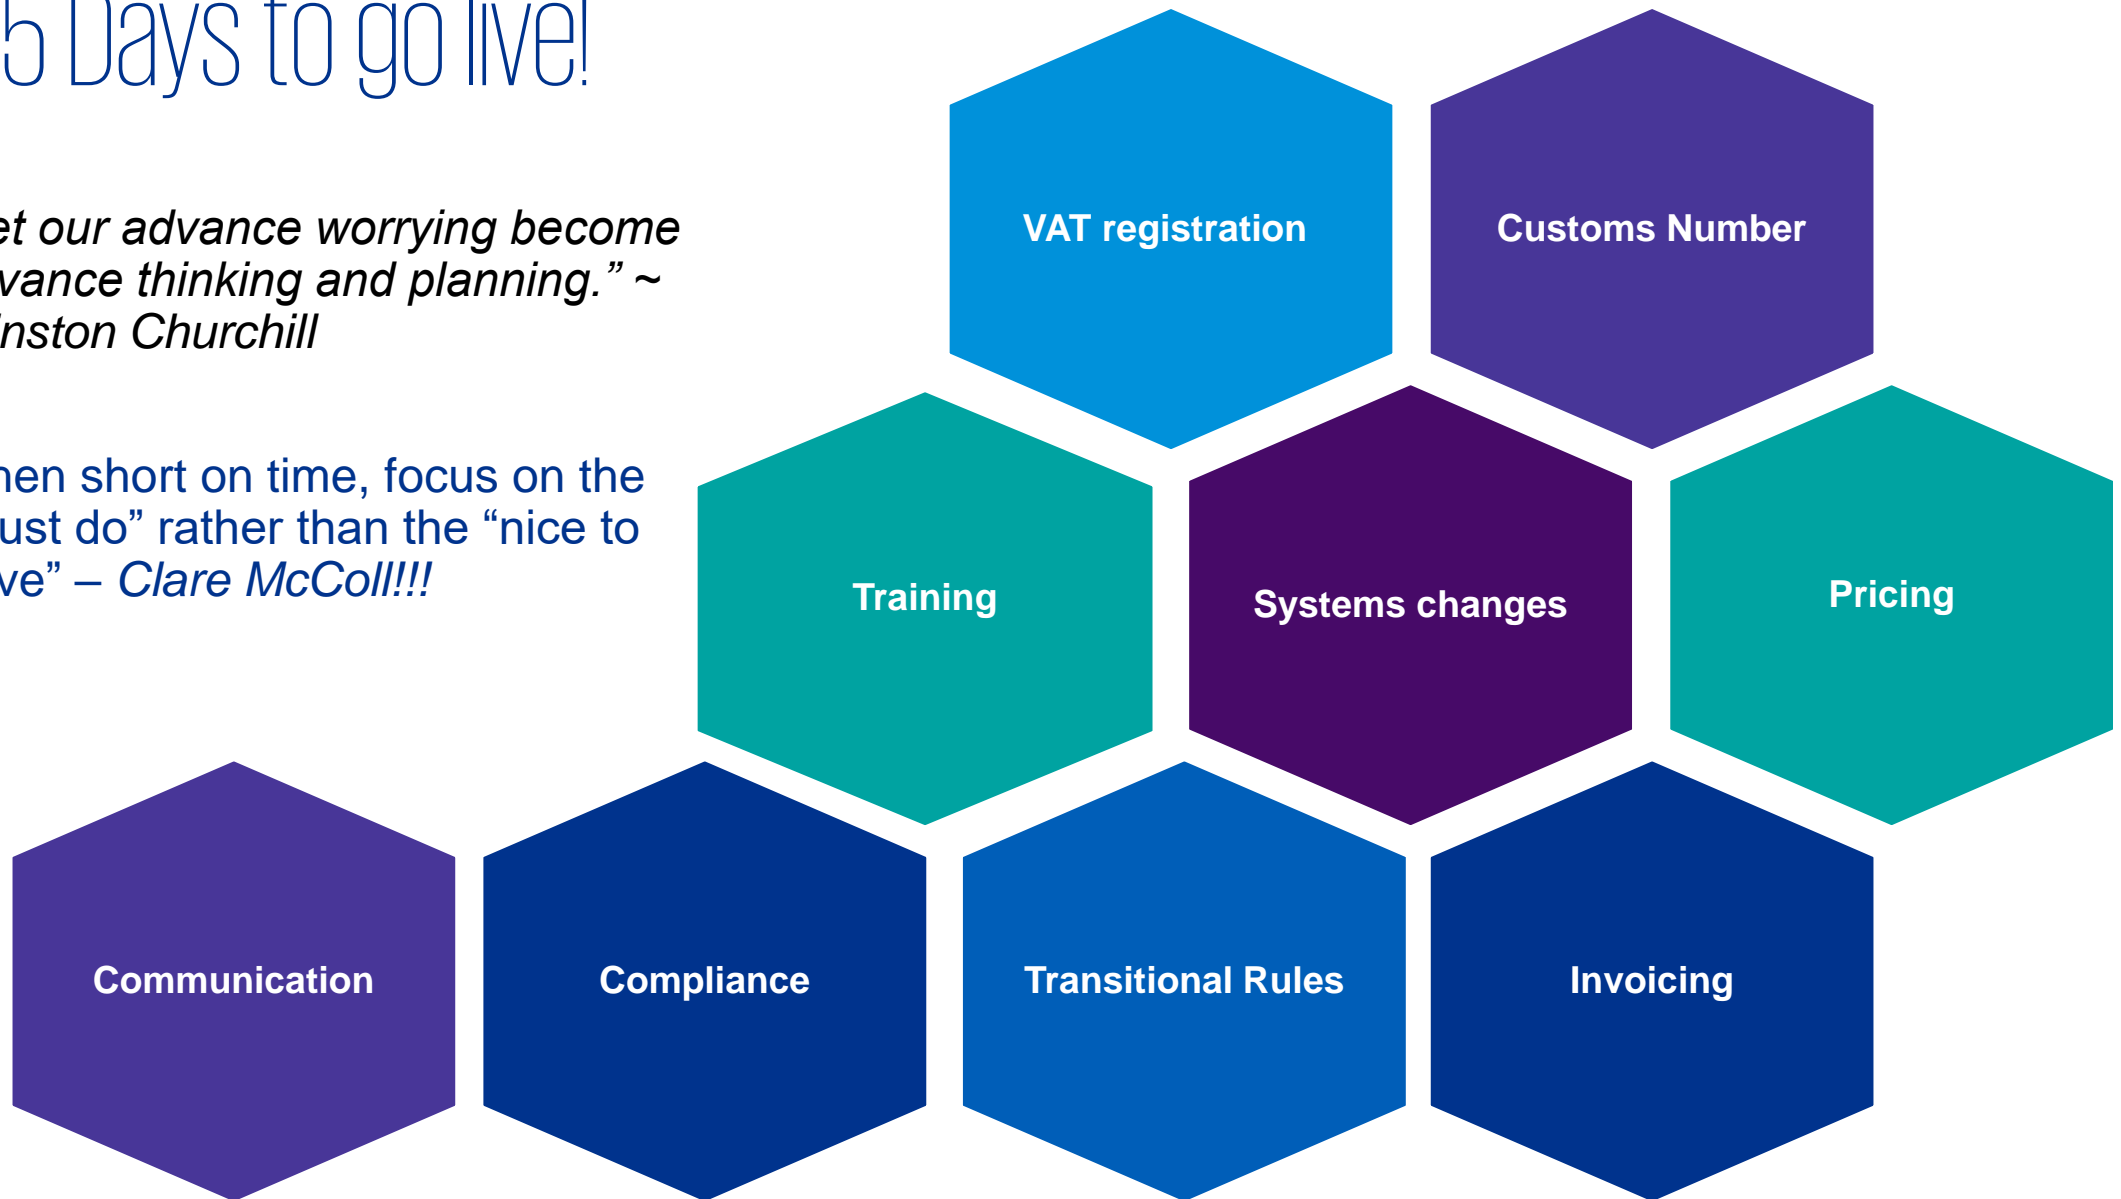 5 Days to go live!
et our advance worrying become
vance thinking and planning.” ~
nston Churchill
hen short on time, focus on the
ust do” rather than the “nice to
ve” – Clare McColl!!!
VAT registration
Customs Number
Training
Systems changes
Pricing
Communication
Compliance
Transitional Rules
Invoicing